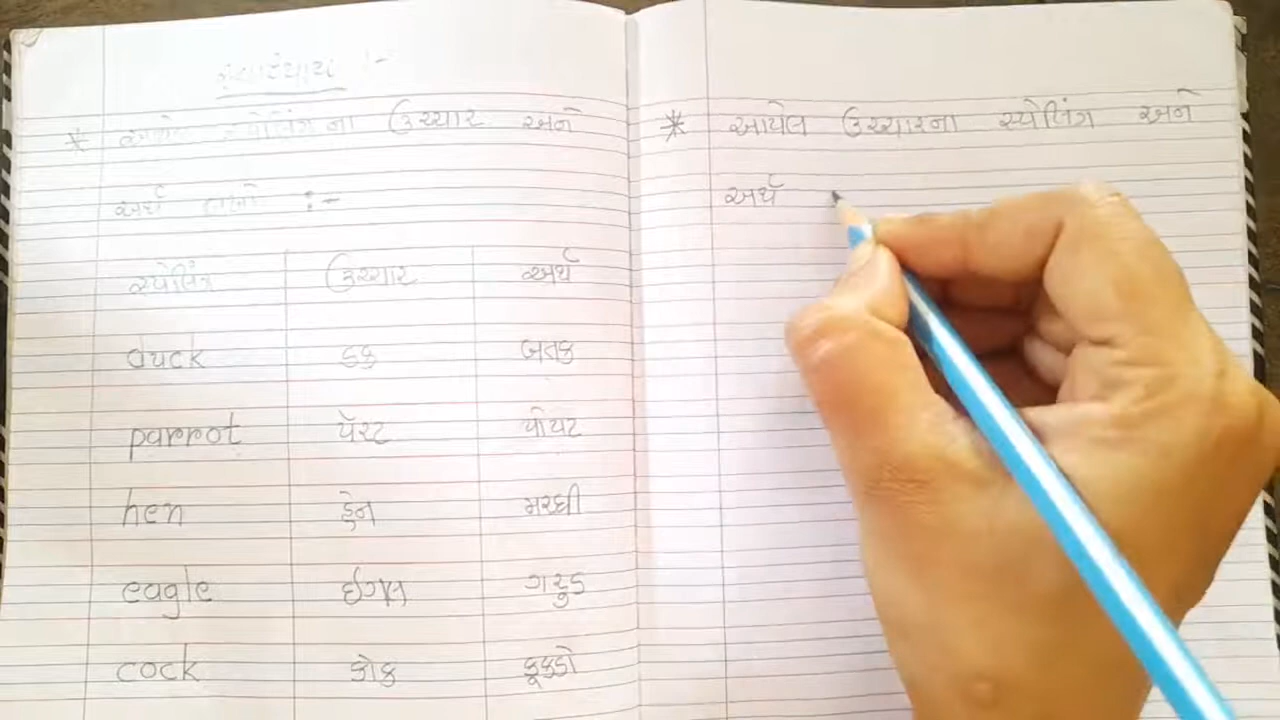 સ્વાધ્યાય :-
* આપેલ સ્પેલિંગના ઉચ્ચાર અને
અર્થ લખો :-
સ્પેલિંગ ઉચ્ચાર અર્થ
duck ડક બતક
parrot પૅરટ પોપટ
hen હેન મરઘી
eagle ઈગલ ગરુડ
cock કોક કૂકડો
* આપેલ ઉચ્ચારના સ્પેલિંગ અને
અર્થ